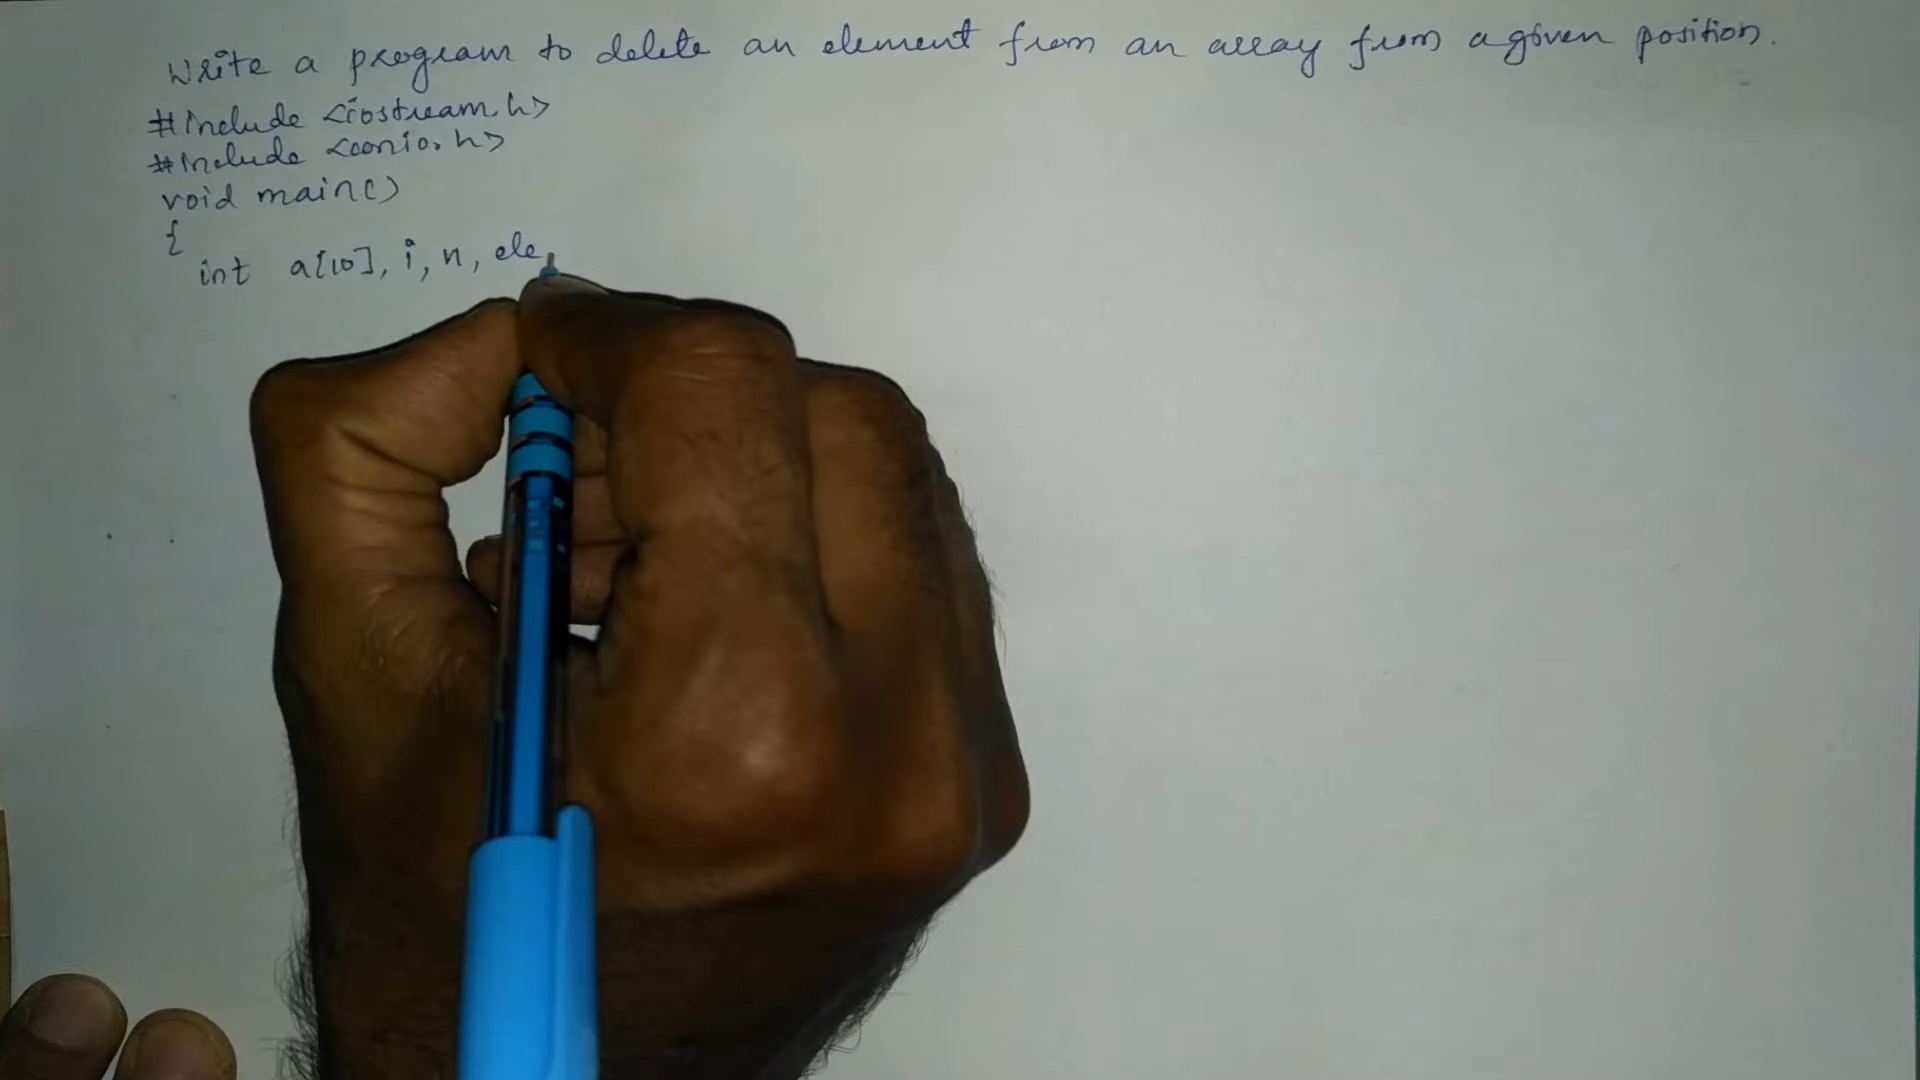 Write a program to delete an element from an array from a given position.
#include <iostream.h>
#include <conio.h>
void main()
{
int a[10], i, n, ele,